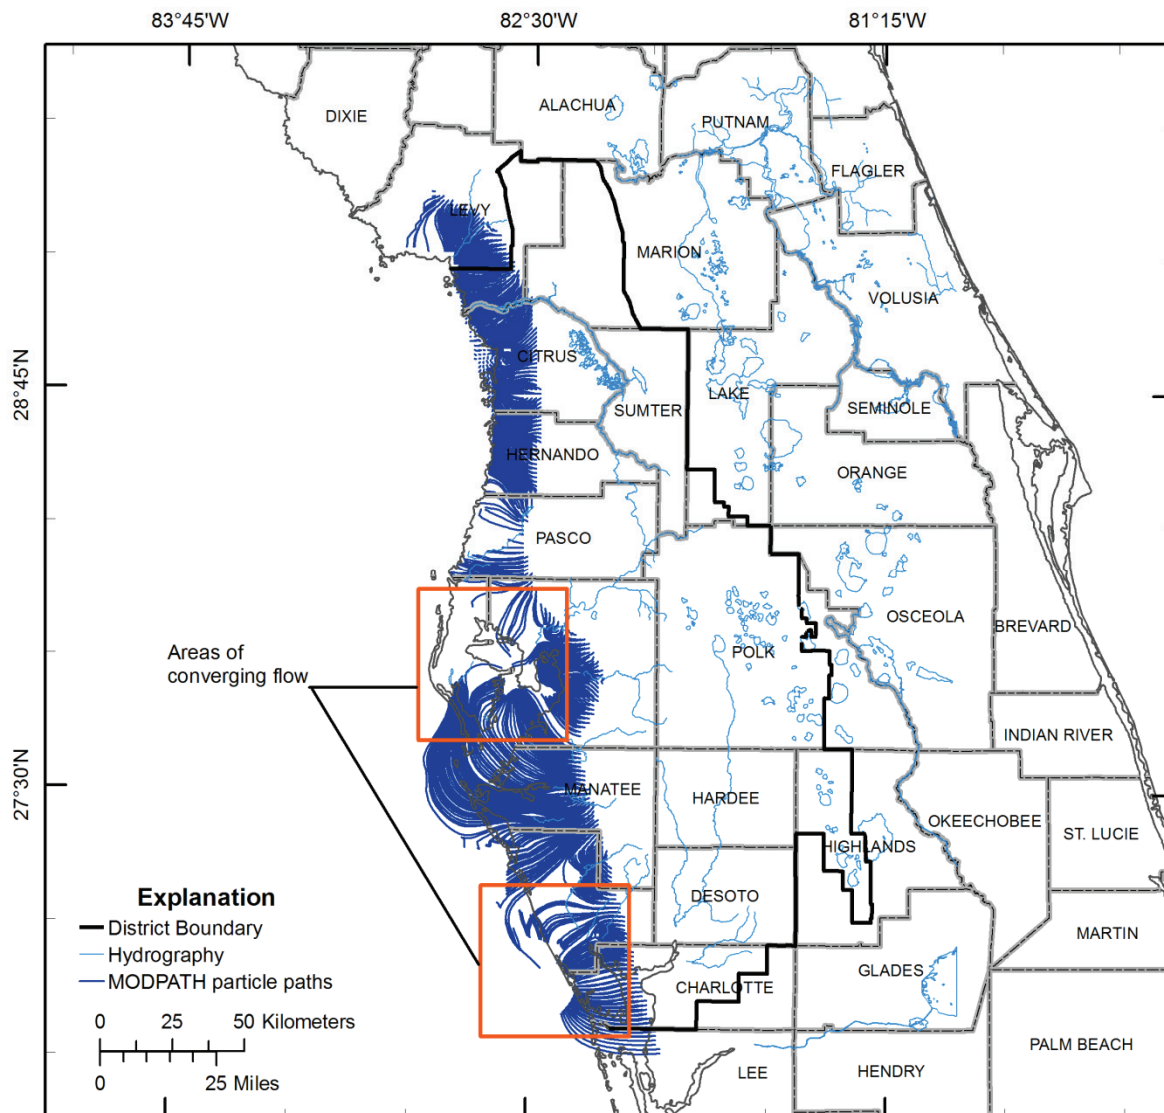 83°45'W 82°30'W 81°15'W
ALACHUA
DIXIE
PUTNAM
FLAGLER
LEVY
MARION
VOLUSIA
28°45'N
CITRUS
LAKE
SUMTER
SEMINOLE
HERNANDO
ORANGE
PASCO
OSCEOLA
BREVARD
Areas of
converging flow
POLK
INDIAN RIVER
27°30'N
MANATEE
HARDEE
OKEECHOBEE
ST. LUCIE
HIGHLANDS
DESOTO
MARTIN
GLADES
CHARLOTTE
PALM BEACH
LEE
HENDRY
Explanation
District Boundary
Hydrography
MODPATH particle paths
0 25 50 Kilometers
0 25 Miles